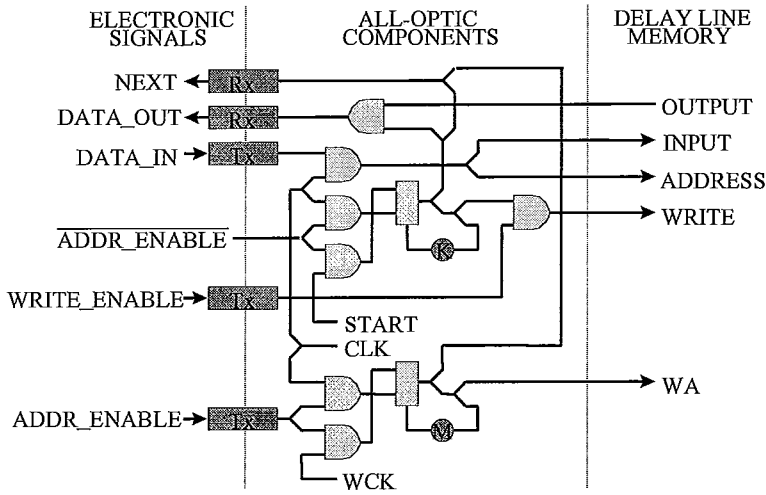 ELECTRONIC SIGNALS
ALL-OPTIC COMPONENTS
DELAY LINE MEMORY
NEXT
Rx
DATA_OUT
Rx
OUTPUT
DATA_IN
Tx
INPUT
ADDRESS
ADDR_ENABLE
WRITE
K
WRITE_ENABLE
Tx
START
CLK
WA
ADDR_ENABLE
Tx
M
WCK